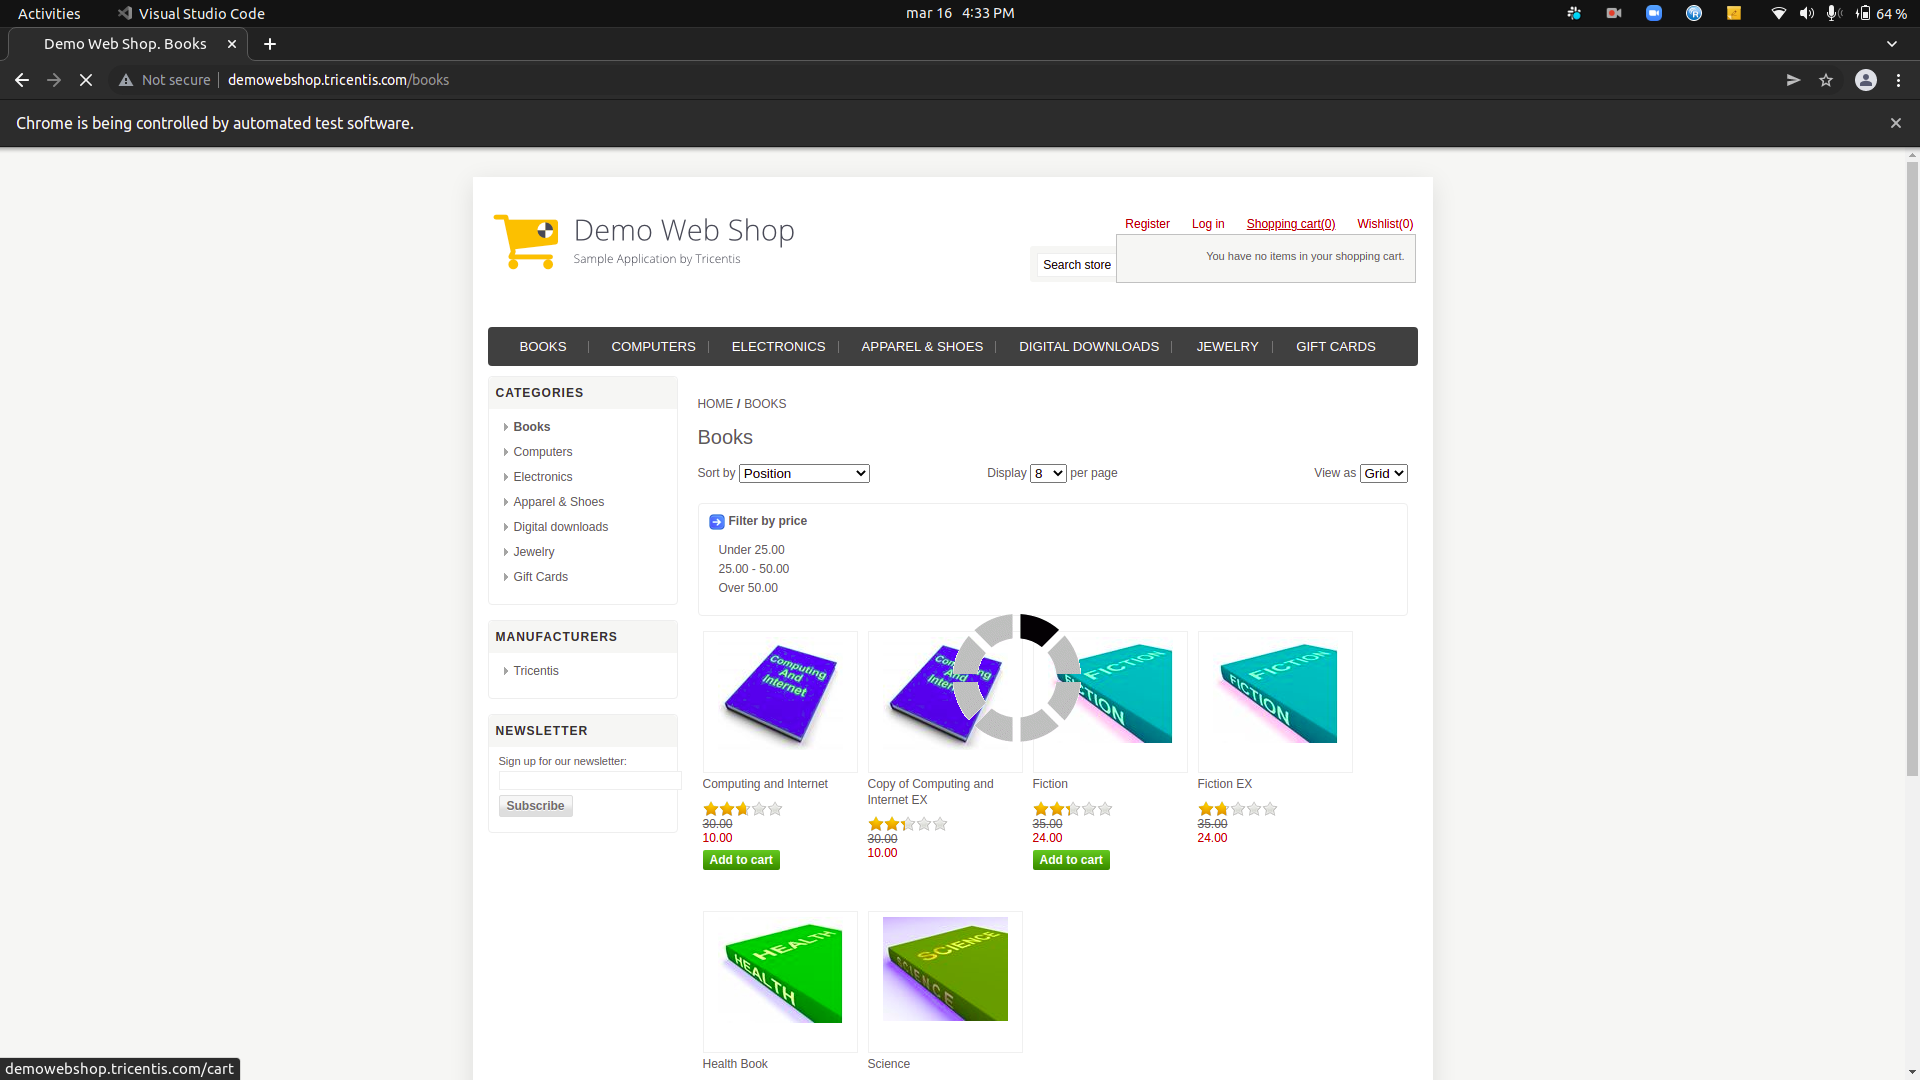 Activities
Visual Studio Code
mar 16 4:33 PM
64 %
Demo Web Shop. Books
Not secure
demowebshop.tricentis.com/books
Chrome is being controlled by automated test software.
Demo Web Shop
Sample Application by Tricentis
Register
Log in
Shopping cart(0)
Wishlist(0)
Search store
You have no items in your shopping cart.
BOOKS
COMPUTERS
ELECTRONICS
APPAREL & SHOES
DIGITAL DOWNLOADS
JEWELRY
GIFT CARDS
CATEGORIES
Books
Computers
Electronics
Apparel & Shoes
Digital downloads
Jewelry
Gift Cards
MANUFACTURERS
Tricentis
NEWSLETTER
Sign up for our newsletter:
Subscribe
HOME / BOOKS
Books
Sort by Position
Display 8 per page
View as Grid
Filter by price
Under 25.00
25.00 - 50.00
Over 50.00
Computing
And
Internet
Computing and Internet
30.00
10.00
Add to cart
Copy of Computing and
Internet EX
30.00
10.00
FICTION
FICTION
Fiction
35.00
24.00
Add to cart
FICTION
FICTION
Fiction EX
35.00
24.00
HEALTH
HEALTH
Health Book
SCIENCE
SCIENCE
Science
demowebshop.tricentis.com/cart